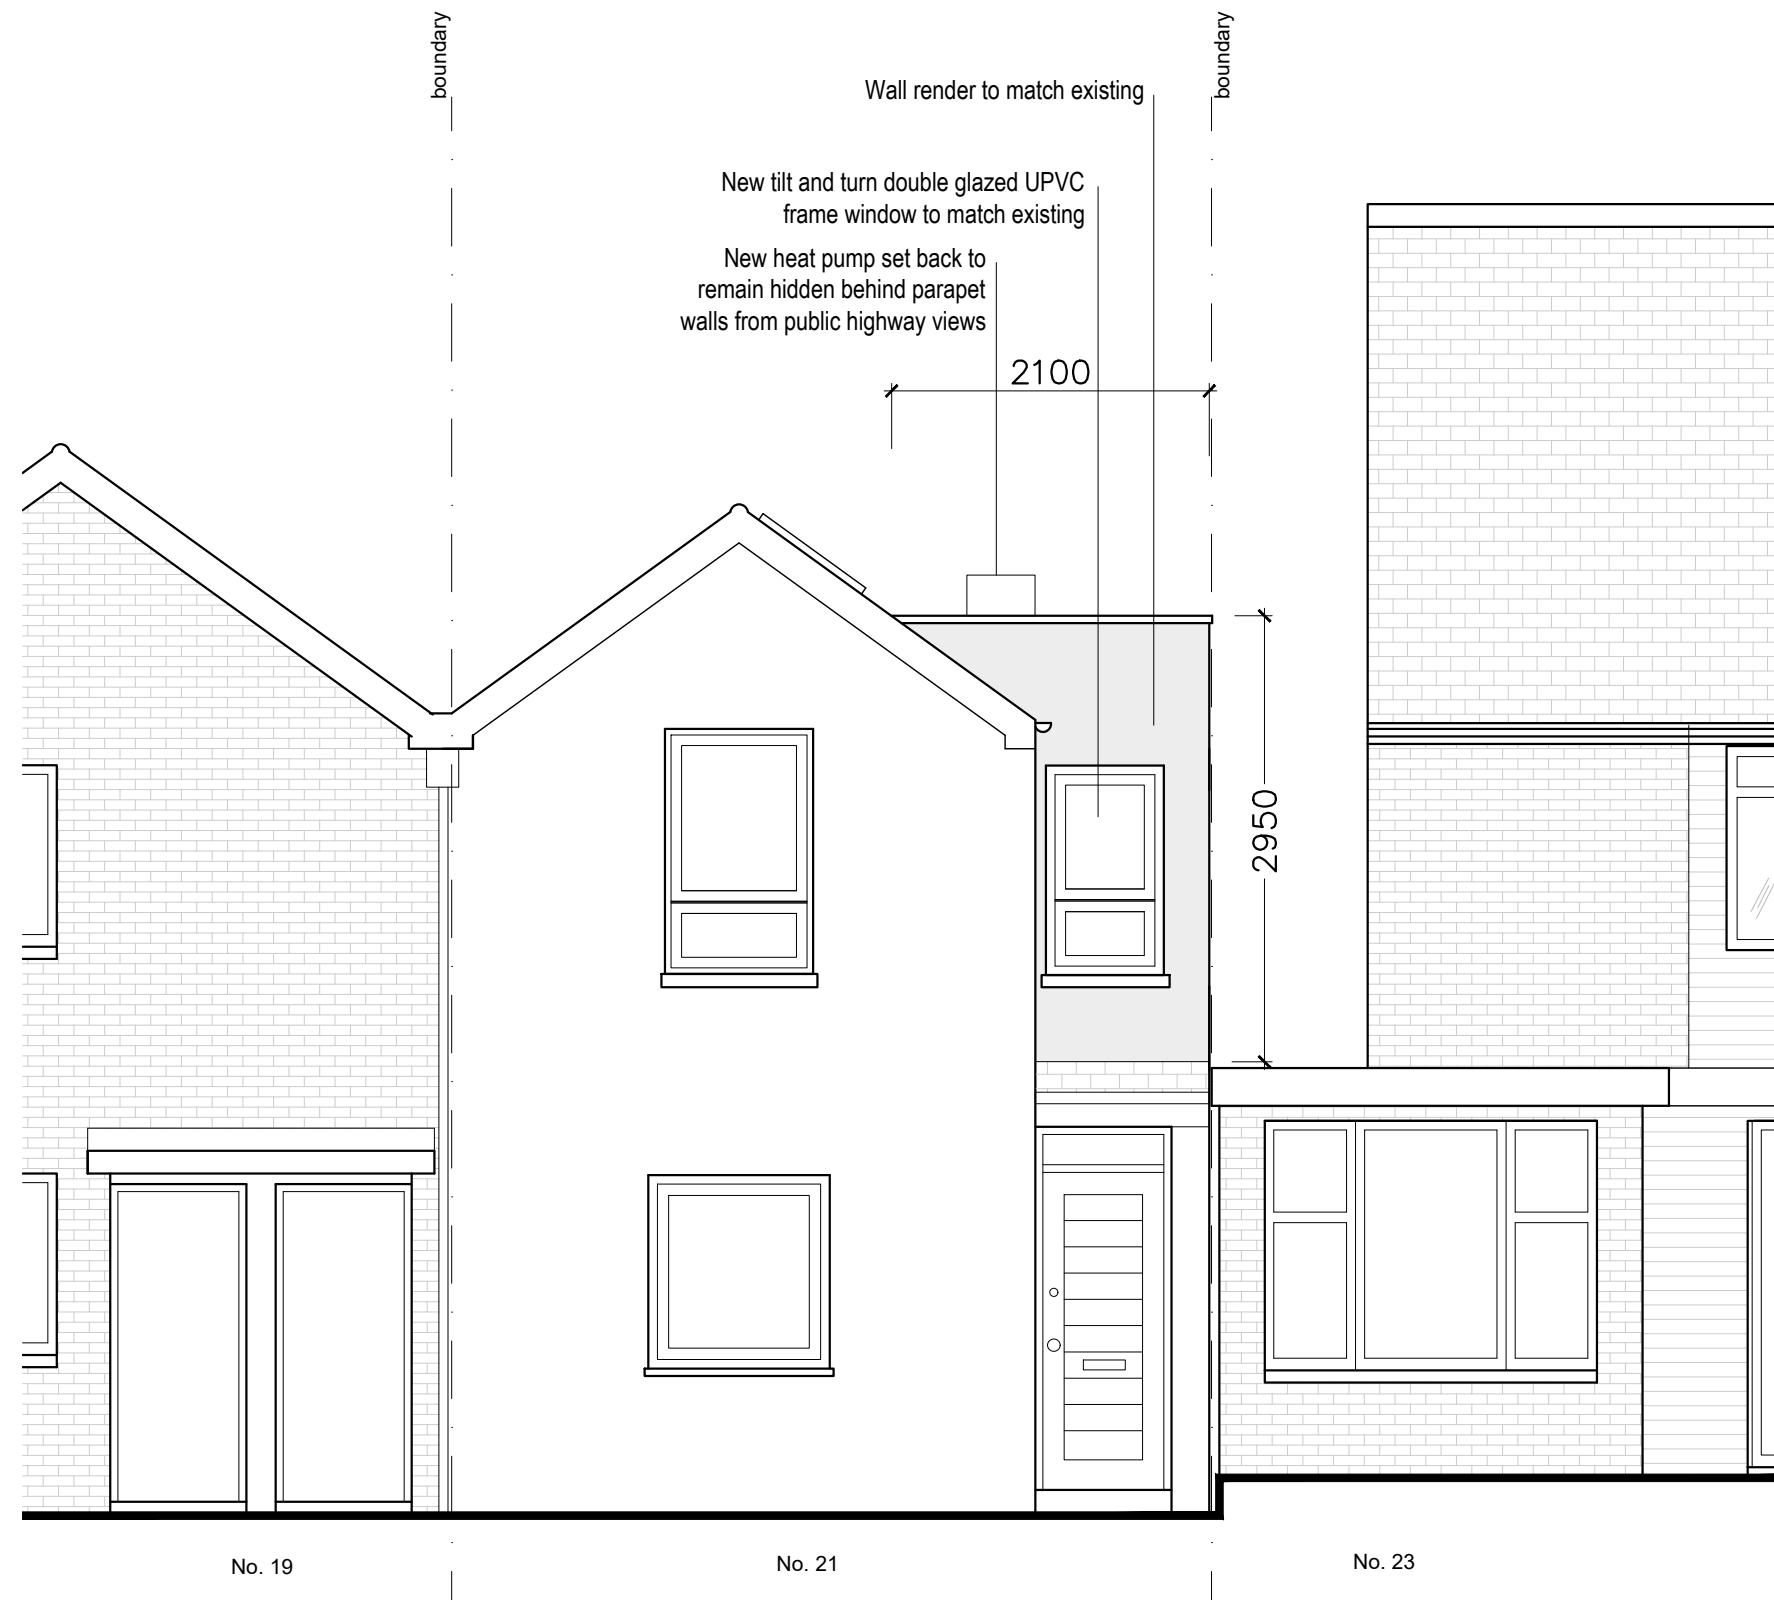 boundary
boundary
Wall render to match existing
New tilt and turn double glazed UPVC
frame window to match existing
New heat pump set back to
remain hidden behind parapet
walls from public highway views
2100
2950
No. 19
No. 21
No. 23